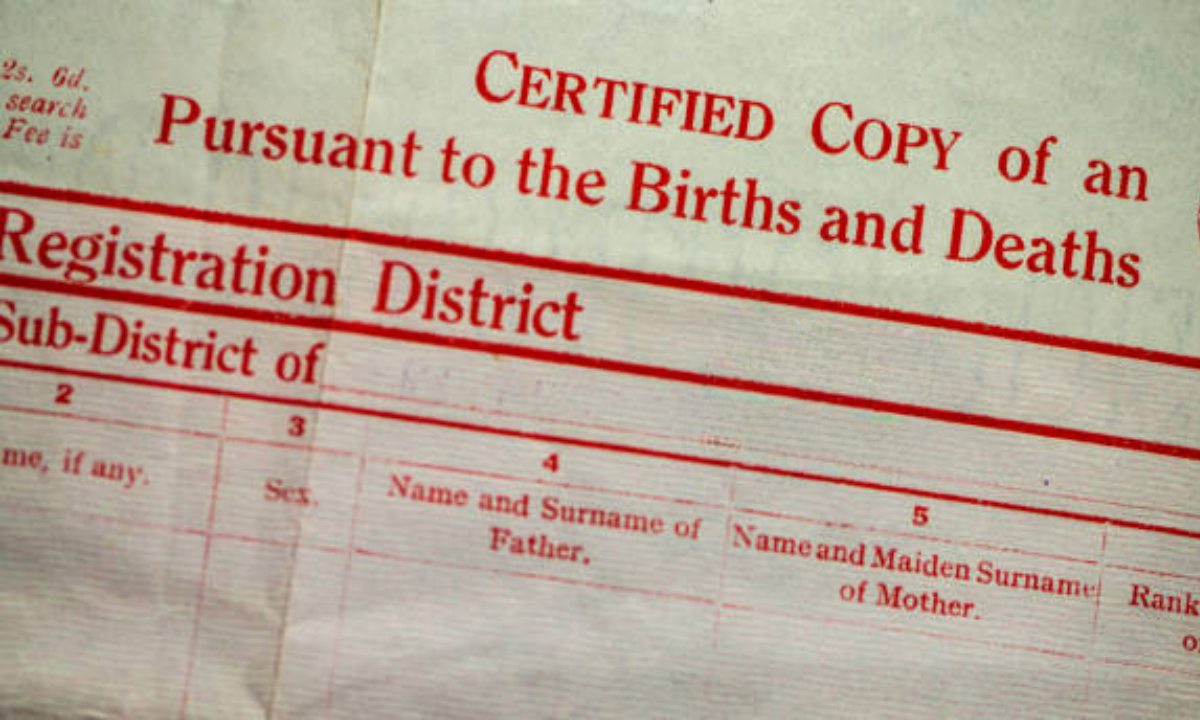 2s. 6d.
search
Fee is
CERTIFIED COPY of an
Pursuant to the Births and Deaths
Registration District
Sub-District of
2
3
4
5
me, if any.
Sex.
Name and Surname of
Father.
Name and Maiden Surname
of Mother.
Rank
o